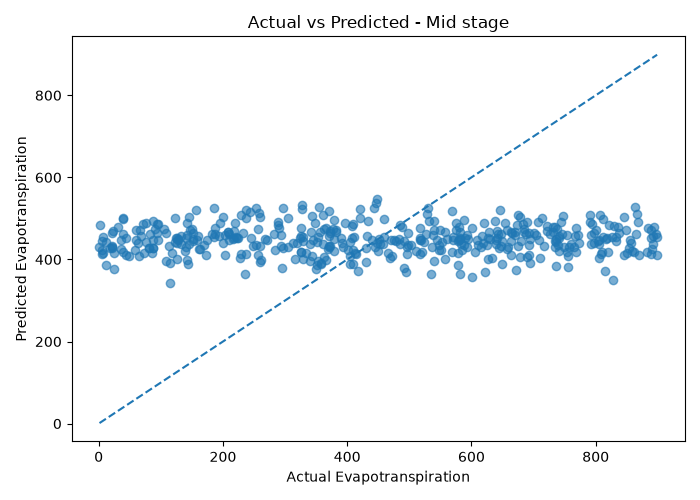 Actual vs Predicted - Mid stage
Predicted Evapotranspiration
800
600
400
200
0
0 200 400 600 800
Actual Evapotranspiration